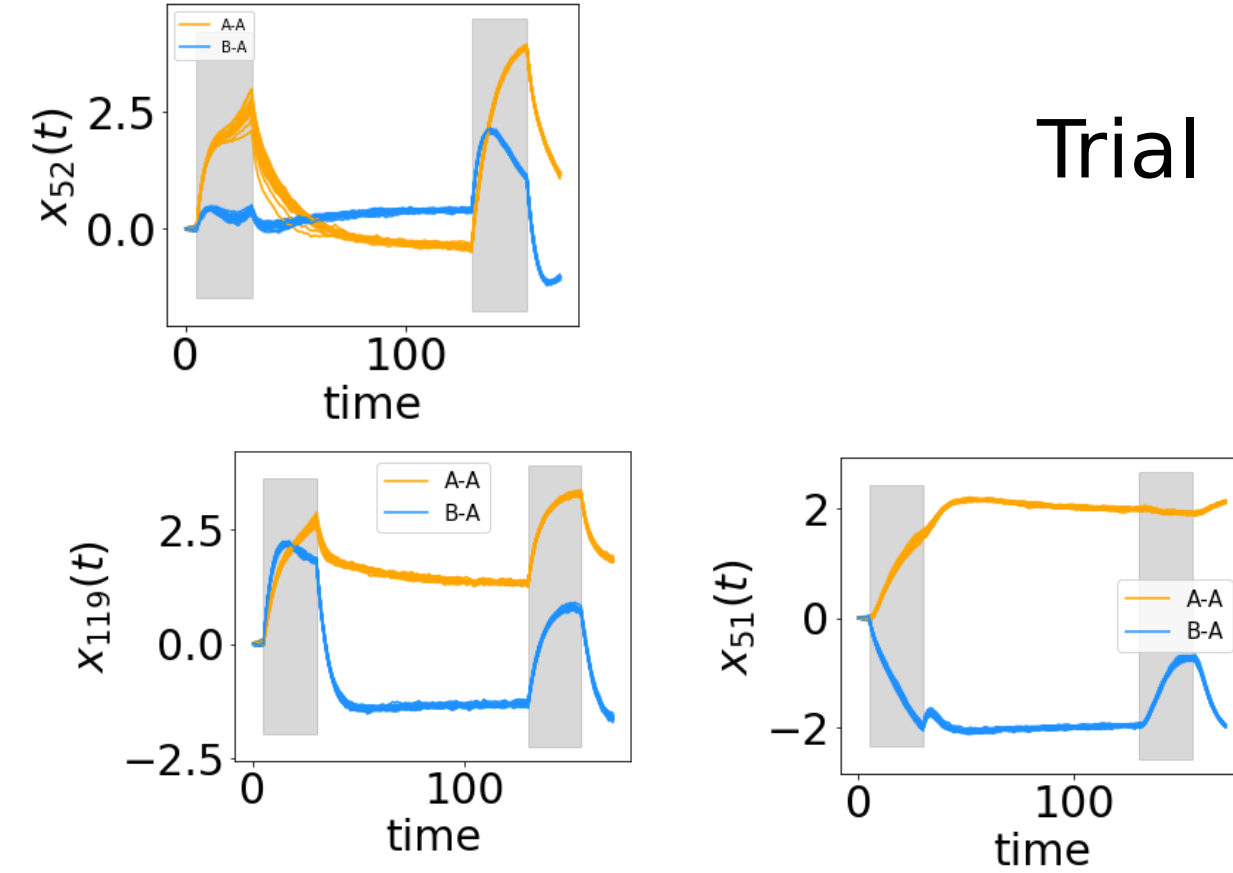 A-A
B-A
x₅₂(t)
2.5
0.0
0 100
time
Trial
A-A
B-A
x₁₁₉(t)
2.5
0.0
−2.5
0 100
time
A-A
B-A
x₅₁(t)
2
0
−2
0 100
time